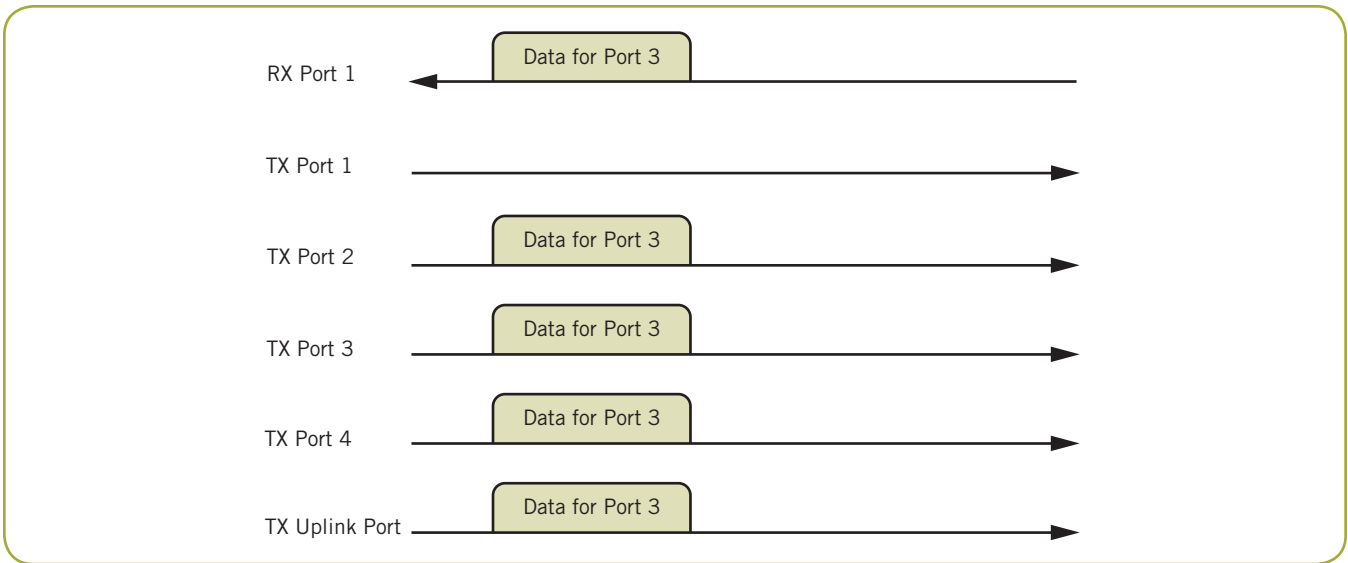 Data for Port 3
RX Port 1
TX Port 1
Data for Port 3
TX Port 2
Data for Port 3
TX Port 3
Data for Port 3
TX Port 4
Data for Port 3
TX Uplink Port